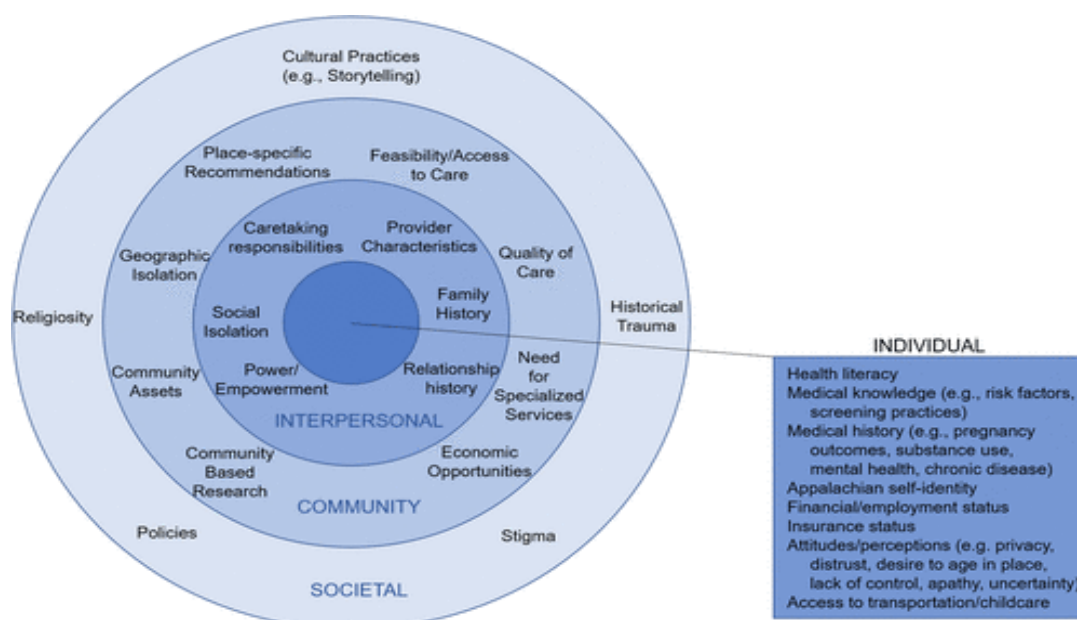 Cultural Practices
(e.g., Storytelling)
Place-specific
Recommendations
Feasibility/Access
to Care
Caretaking
responsibilities
Provider
Characteristics
Geographic
Isolation
Quality of
Care
Religiosity
Social
Isolation
Family
History
Historical
Trauma
Community
Assets
Power/
Empowerment
Relationship
history
Need
for
Specialized
Services
INTERPERSONAL
Community
Based
Research
Economic
Opportunities
COMMUNITY
Policies
Stigma
SOCIETAL
INDIVIDUAL
Health literacy
Medical knowledge (e.g., risk factors,
screening practices)
Medical history (e.g., pregnancy
outcomes, substance use,
mental health, chronic disease)
Appalachian self-identity
Financial/employment status
Insurance status
Attitudes/perceptions (e.g. privacy,
distrust, desire to age in place,
lack of control, apathy, uncertainty)
Access to transportation/childcare